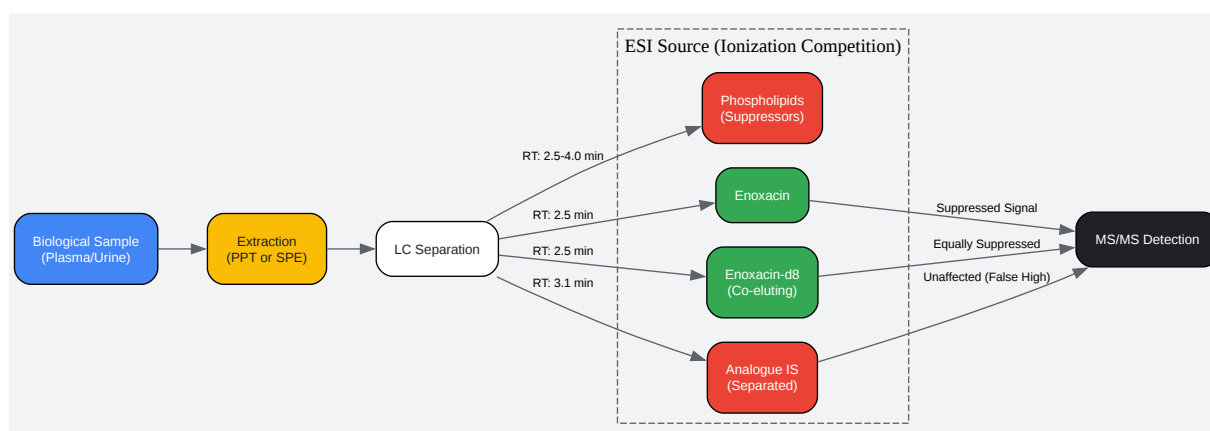 ESI Source (Ionization Competition)
Phospholipids
(Suppressors)
RT: 2.5-4.0 min
Enoxacin
RT: 2.5 min
Suppressed Signal
Biological Sample
(Plasma/Urine)
Extraction
(PPT or SPE)
LC Separation
MS/MS Detection
Equally Suppressed
RT: 2.5 min
Enoxacin-d8
(Co-eluting)
Unaffected (False High)
RT: 3.1 min
Analogue IS
(Separated)